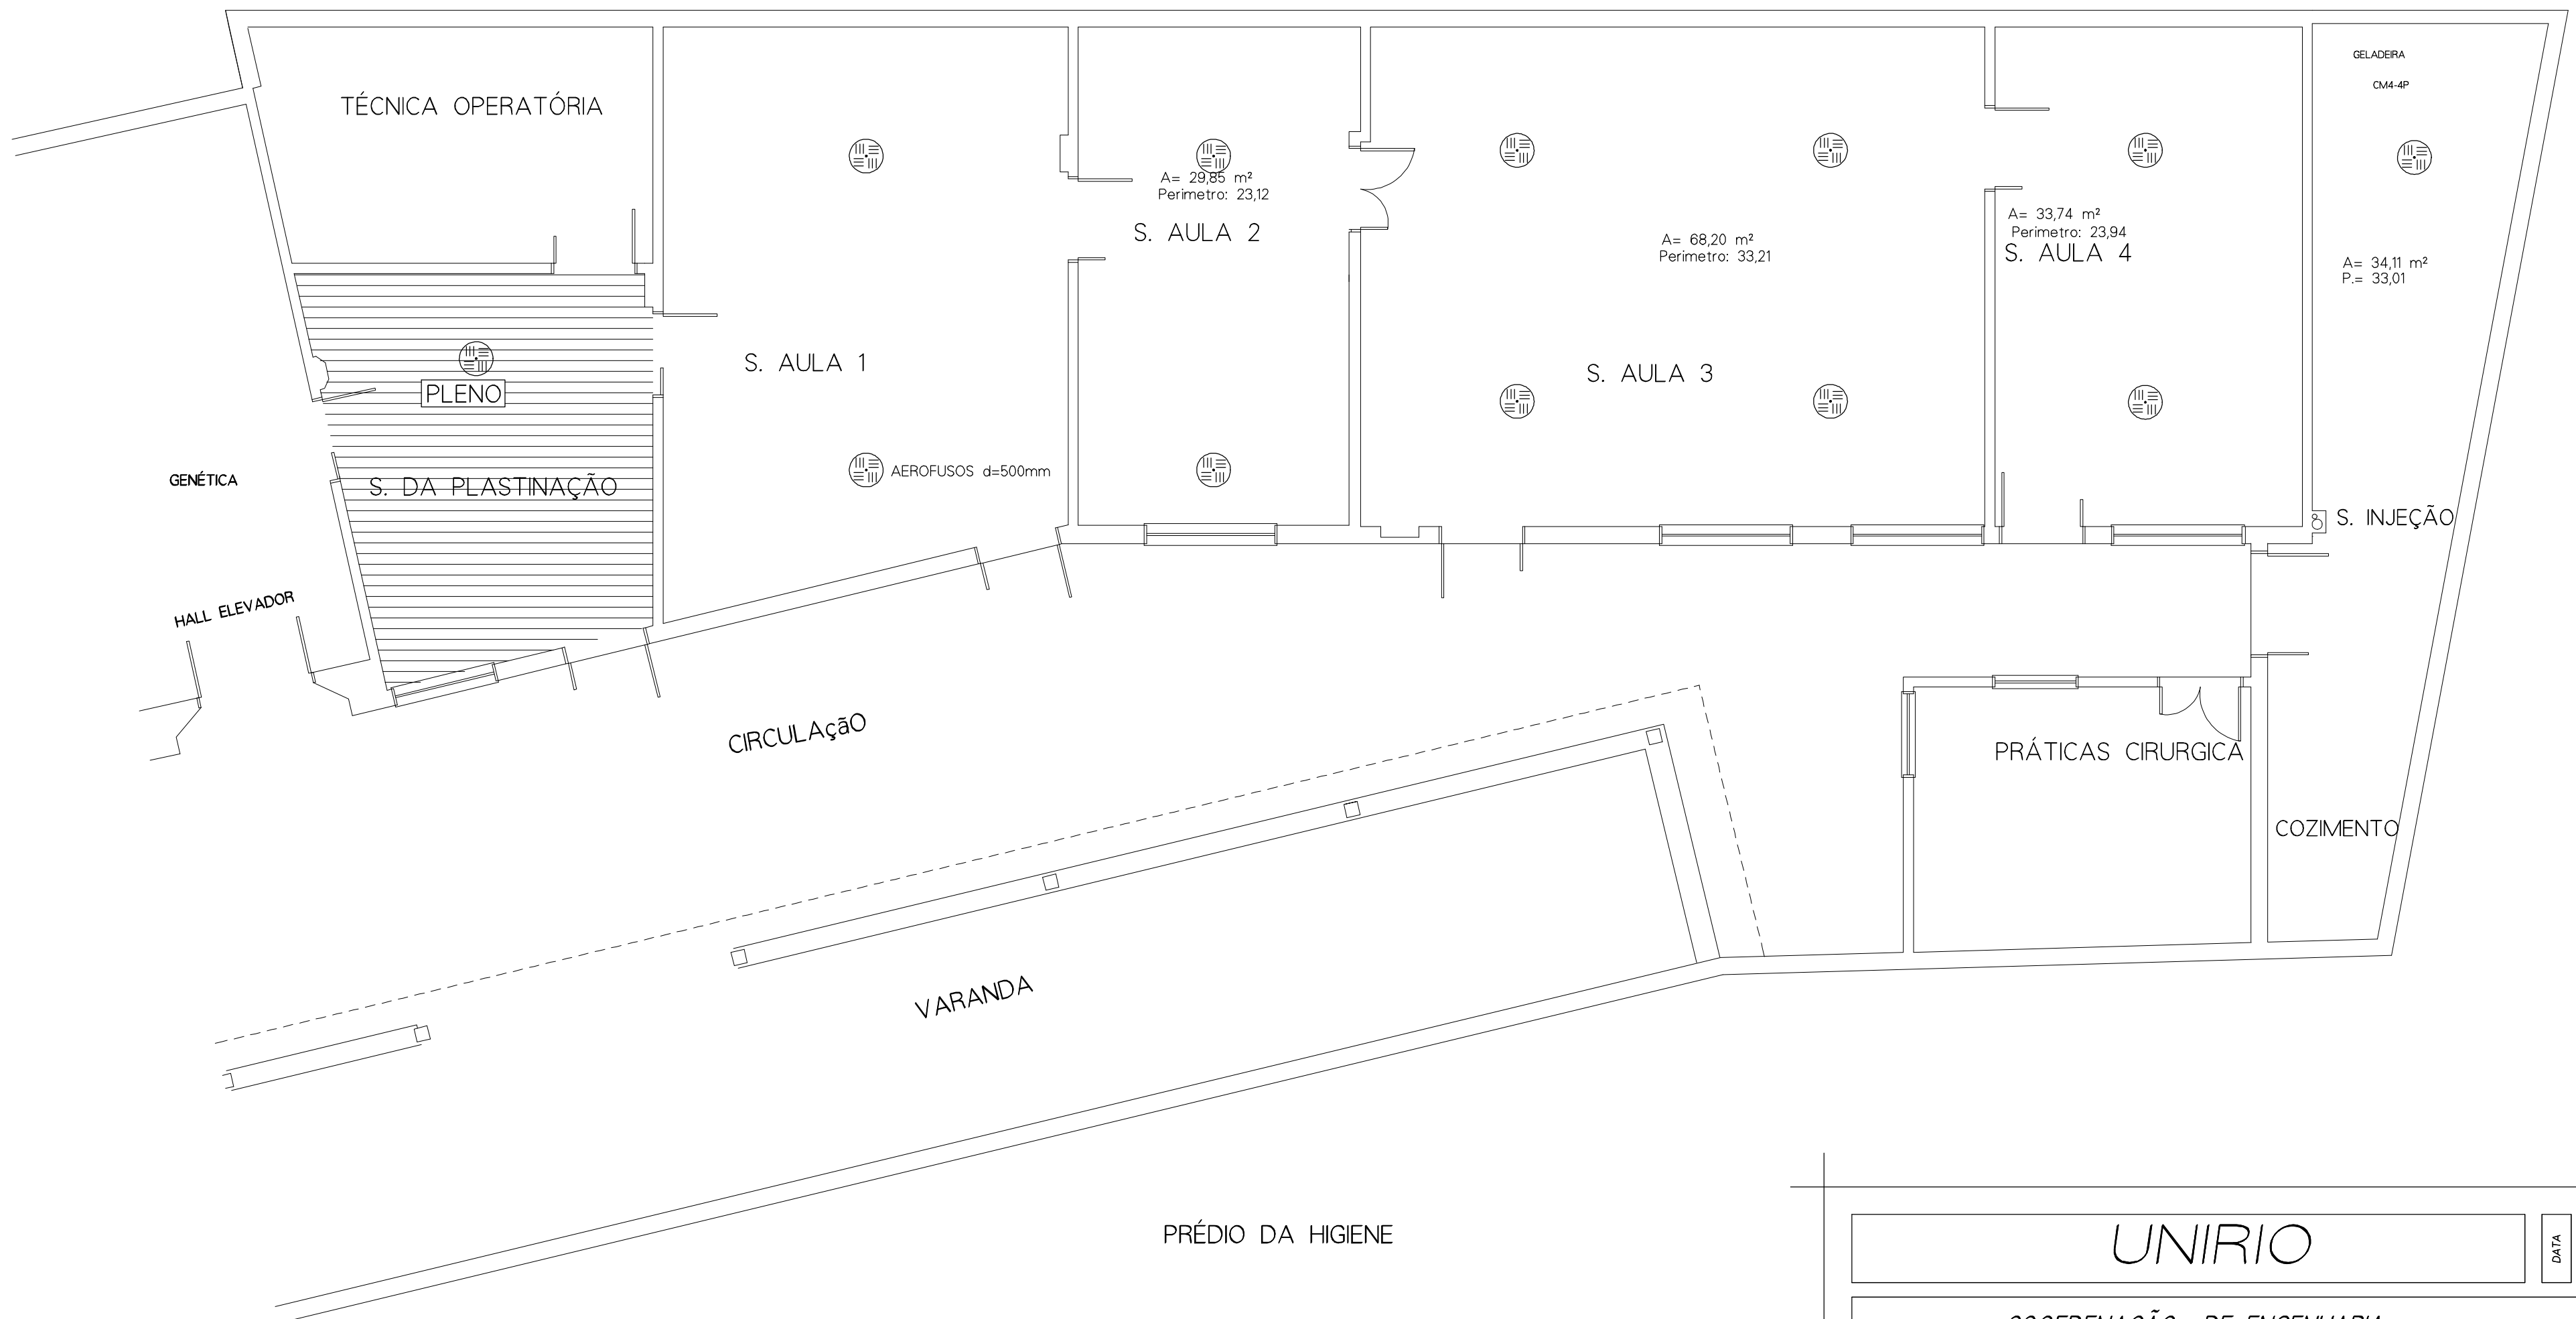 GELADEIRA
CM4-4P
TÉCNICA OPERATÓRIA
A= 29,85 m²
Perimetro: 23,12
S. AULA 2
A= 68,20 m²
Perimetro: 33,21
A= 33,74 m²
Perimetro: 23,94
S. AULA 4
A= 34,11 m²
P.= 33,01
S. AULA 1
S. AULA 3
PLENO
AEROFUSOS d=500mm
GENÉTICA
S. DA PLASTINAÇÃO
S. INJEÇÃO
HALL ELEVADOR
CIRCULAçãO
PRÁTICAS CIRURGICA
COZIMENTO
VARANDA
PRÉDIO DA HIGIENE
UNIRIO
DATA